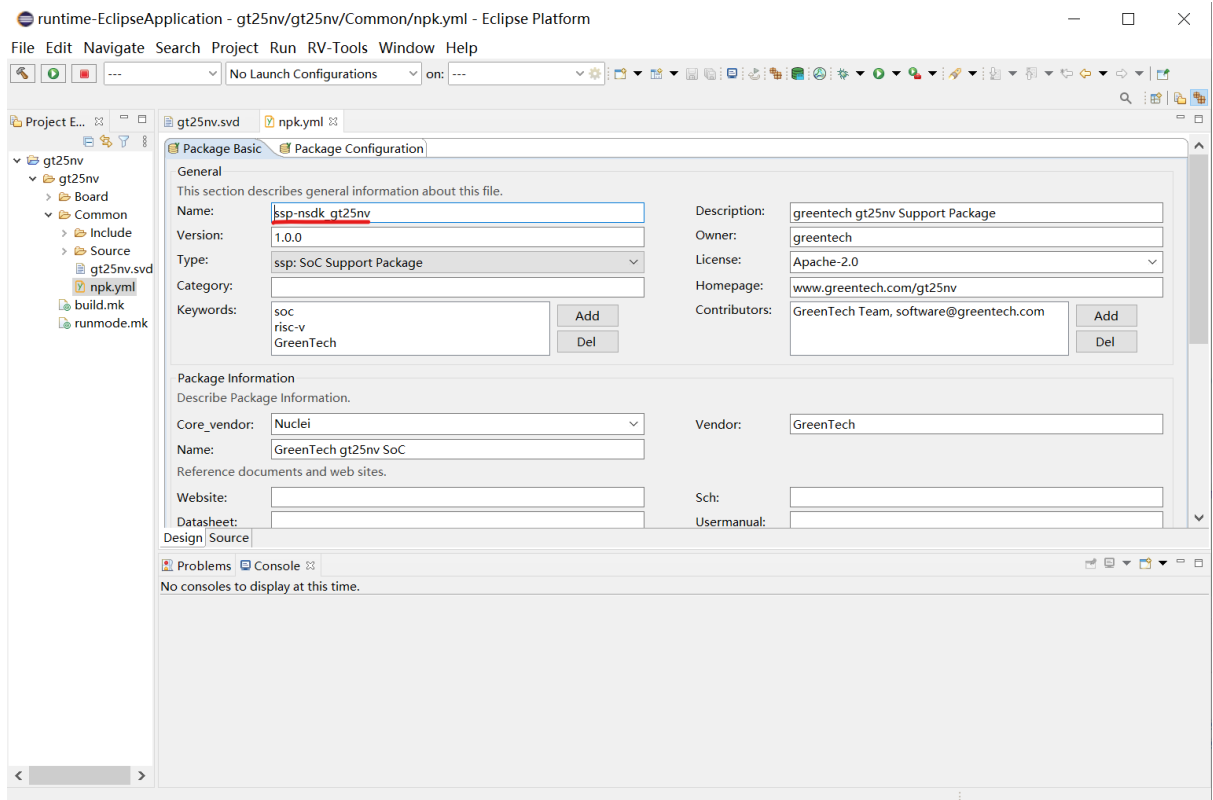 runtime-EclipseApplication - gt25nv/gt25nv/Common/npk.yml - Eclipse Platform
File Edit Navigate Search Project Run RV-Tools Window Help
--- No Launch Configurations on: ---
Project E...
gt25nv
gt25nv
Board
Common
Include
Source
gt25nv.svd
npk.yml
build.mk
runmode.mk
gt25nv.svd npk.yml
Package Basic Package Configuration
General
This section describes general information about this file.
Name: ssp-nsdk_gt25nv Description: greentech gt25nv Support Package
Version: 1.0.0 Owner: greentech
Type: ssp: SoC Support Package License: Apache-2.0
Category: Homepage: www.greentech.com/gt25nv
Keywords: soc Add Contributors: GreenTech Team, software@greentech.com Add
risc-v
GreenTech Del Del
Package Information
Describe Package Information.
Core_vendor: Nuclei Vendor: GreenTech
Name: GreenTech gt25nv SoC
Reference documents and web sites.
Website: Sch:
Datasheet: Usermanual:
Design Source
Problems Console
No consoles to display at this time.